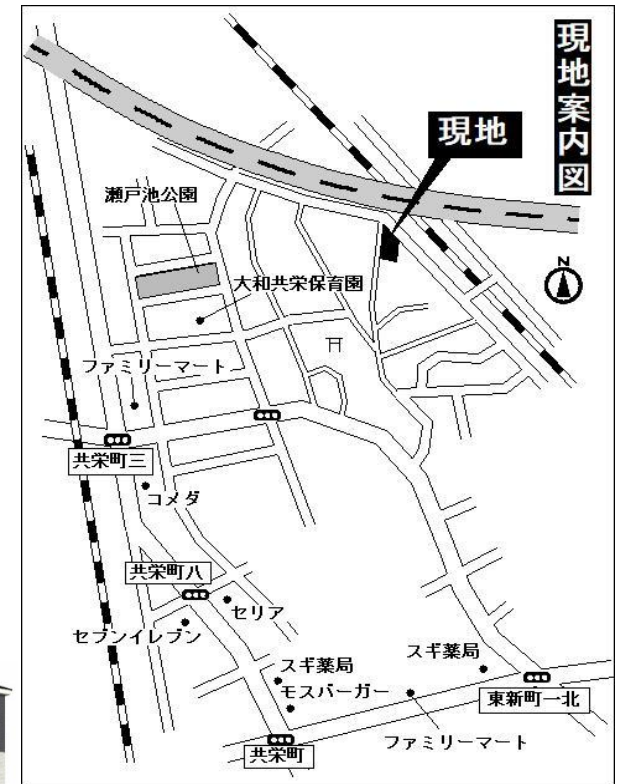 現地案内図
現地
瀬戸池公園
N
大和共栄保育園
ファミリーマート
共栄町三
コメダ
共栄町八
セリア
セブンイレブン
スギ薬局
スギ薬局
モスバーガー
東新町一北
共栄町
ファミリーマート